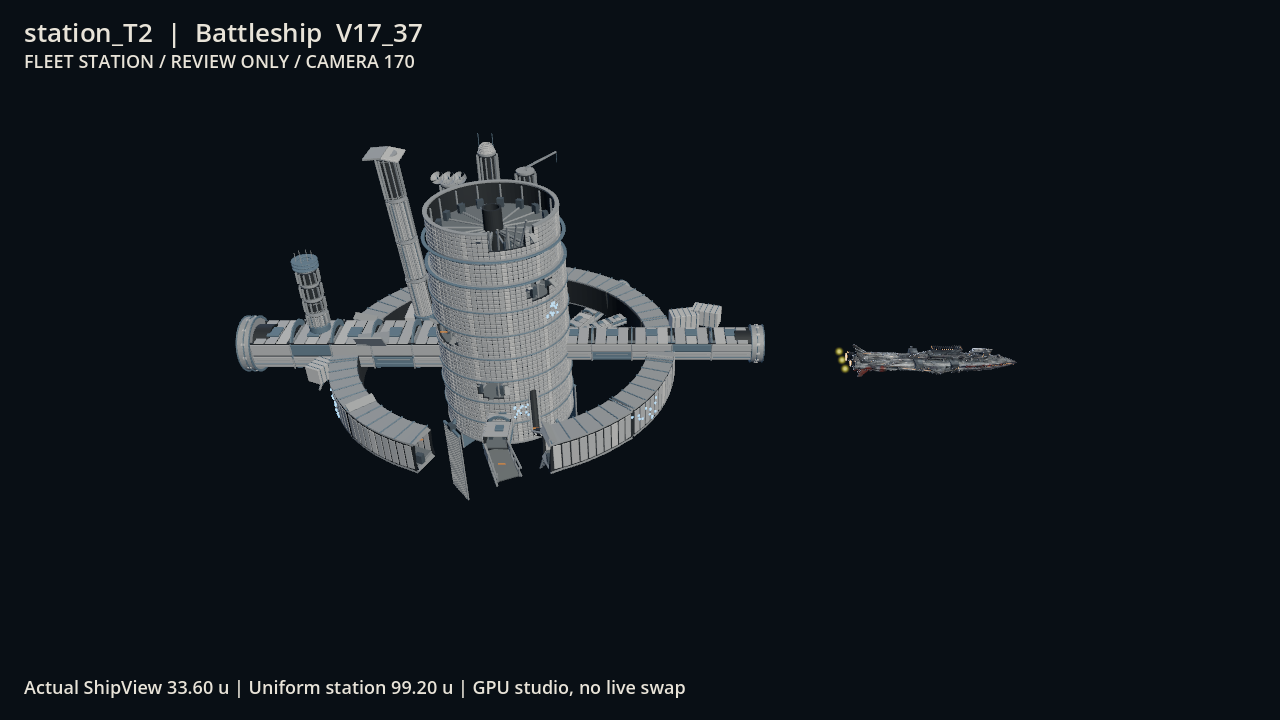 station_T2 | Battleship V17_37
FLEET STATION / REVIEW ONLY / CAMERA 170
Actual ShipView 33.60 u | Uniform station 99.20 u | GPU studio, no live swap